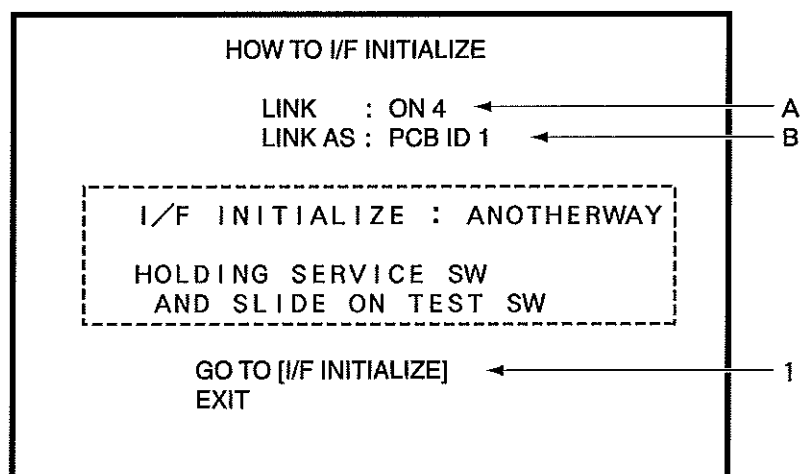 HOW TO I/F INITIALIZE
LINK : ON 4 A
LINK AS : PCB ID 1 B
I/F INITIALIZE : ANOTHERWAY
HOLDING SERVICE SW
AND SLIDE ON TEST SW
GO TO [I/F INITIALIZE] 1
EXIT